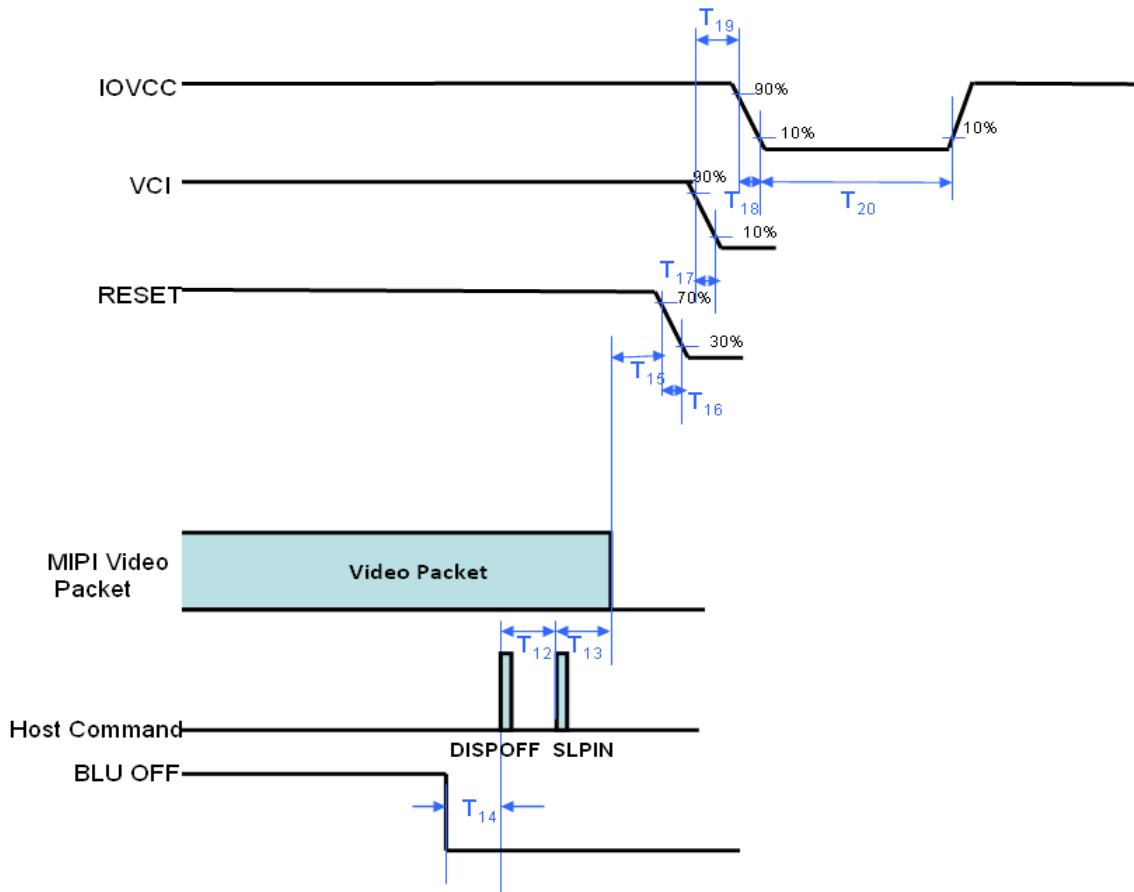 T19
IOVCC
90%
10%
10%
VCI
90%
T18
T20
10%
T17
RESET
70%
30%
T15
T16
MIPI Video
Packet
Video Packet
T12
T13
Host Command
DISPOFF SLPIN
BLU OFF
T14